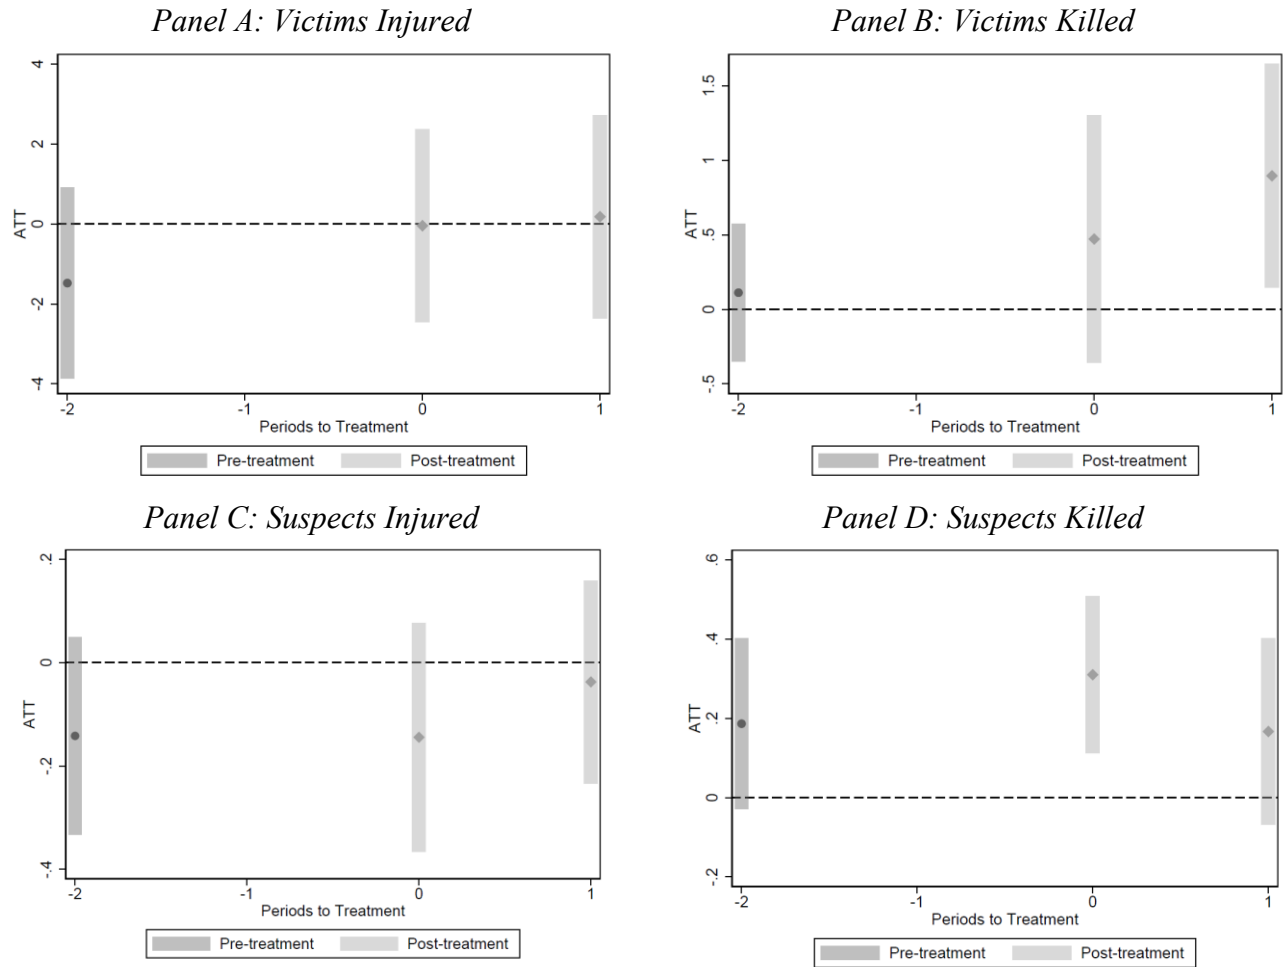 Panel A: Victims Injured
4
2
0
-2
-4
ATT
-2 -1 0 1
Periods to Treatment
Pre-treatment Post-treatment
Panel B: Victims Killed
1.5
1
.5
0
-.5
ATT
-2 -1 0 1
Periods to Treatment
Pre-treatment Post-treatment
Panel C: Suspects Injured
.2
0
-.2
-.4
ATT
-2 -1 0 1
Periods to Treatment
Pre-treatment Post-treatment
Panel D: Suspects Killed
.6
.4
.2
0
-.2
ATT
-2 -1 0 1
Periods to Treatment
Pre-treatment Post-treatment